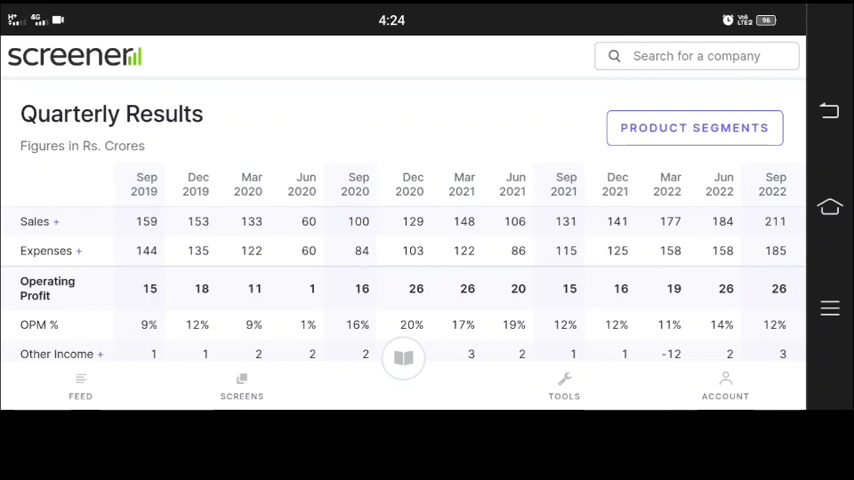 H+ 4G 4:24 Vo) LTE2 96
screener
Search for a company
Quarterly Results
PRODUCT SEGMENTS
Figures in Rs. Crores
Sep Dec Mar Jun Sep Dec Mar Jun Sep Dec Mar Jun Sep
2019 2019 2020 2020 2020 2020 2021 2021 2021 2021 2022 2022 2022
Sales + 159 153 133 60 100 129 148 106 131 141 177 184 211
Expenses + 144 135 122 60 84 103 122 86 115 125 158 158 185
Operating
Profit 15 18 11 1 16 26 26 20 15 16 19 26 26
OPM % 9% 12% 9% 1% 16% 20% 17% 19% 12% 12% 11% 14% 12%
Other Income + 1 1 2 2 2 3 2 1 1 -12 2 3
FEED SCREENS TOOLS ACCOUNT